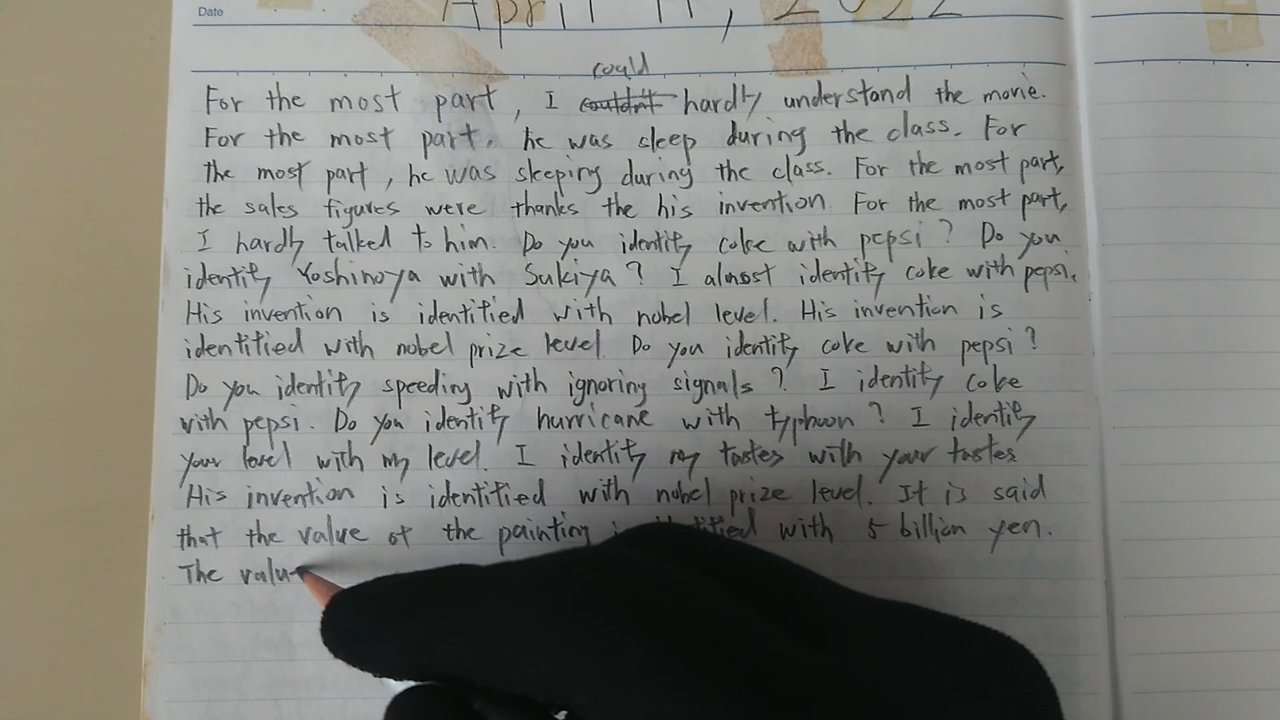 Date April 11, 2022
could
For the most part, I couldn't hardly understand the movie.
For the most part, he was sleep during the class. For
the most part, he was sleeping during the class. For the most part,
the sales figures were thanks the his invention. For the most part,
I hardly talked to him. Do you identify coke with pepsi? Do you
identify Yoshinoya with Sukiya? I almost identify coke with pepsi.
His invention is identified with nobel level. His invention is
identified with nobel prize level. Do you identify coke with pepsi?
Do you identify speeding with ignoring signals? I identify coke
with pepsi. Do you identify hurricane with typhoon? I identify
your level with my level. I identify my tastes with your tastes
His invention is identified with nobel prize level. It is said
that the value of the painting with 5 billion yen.
The valu